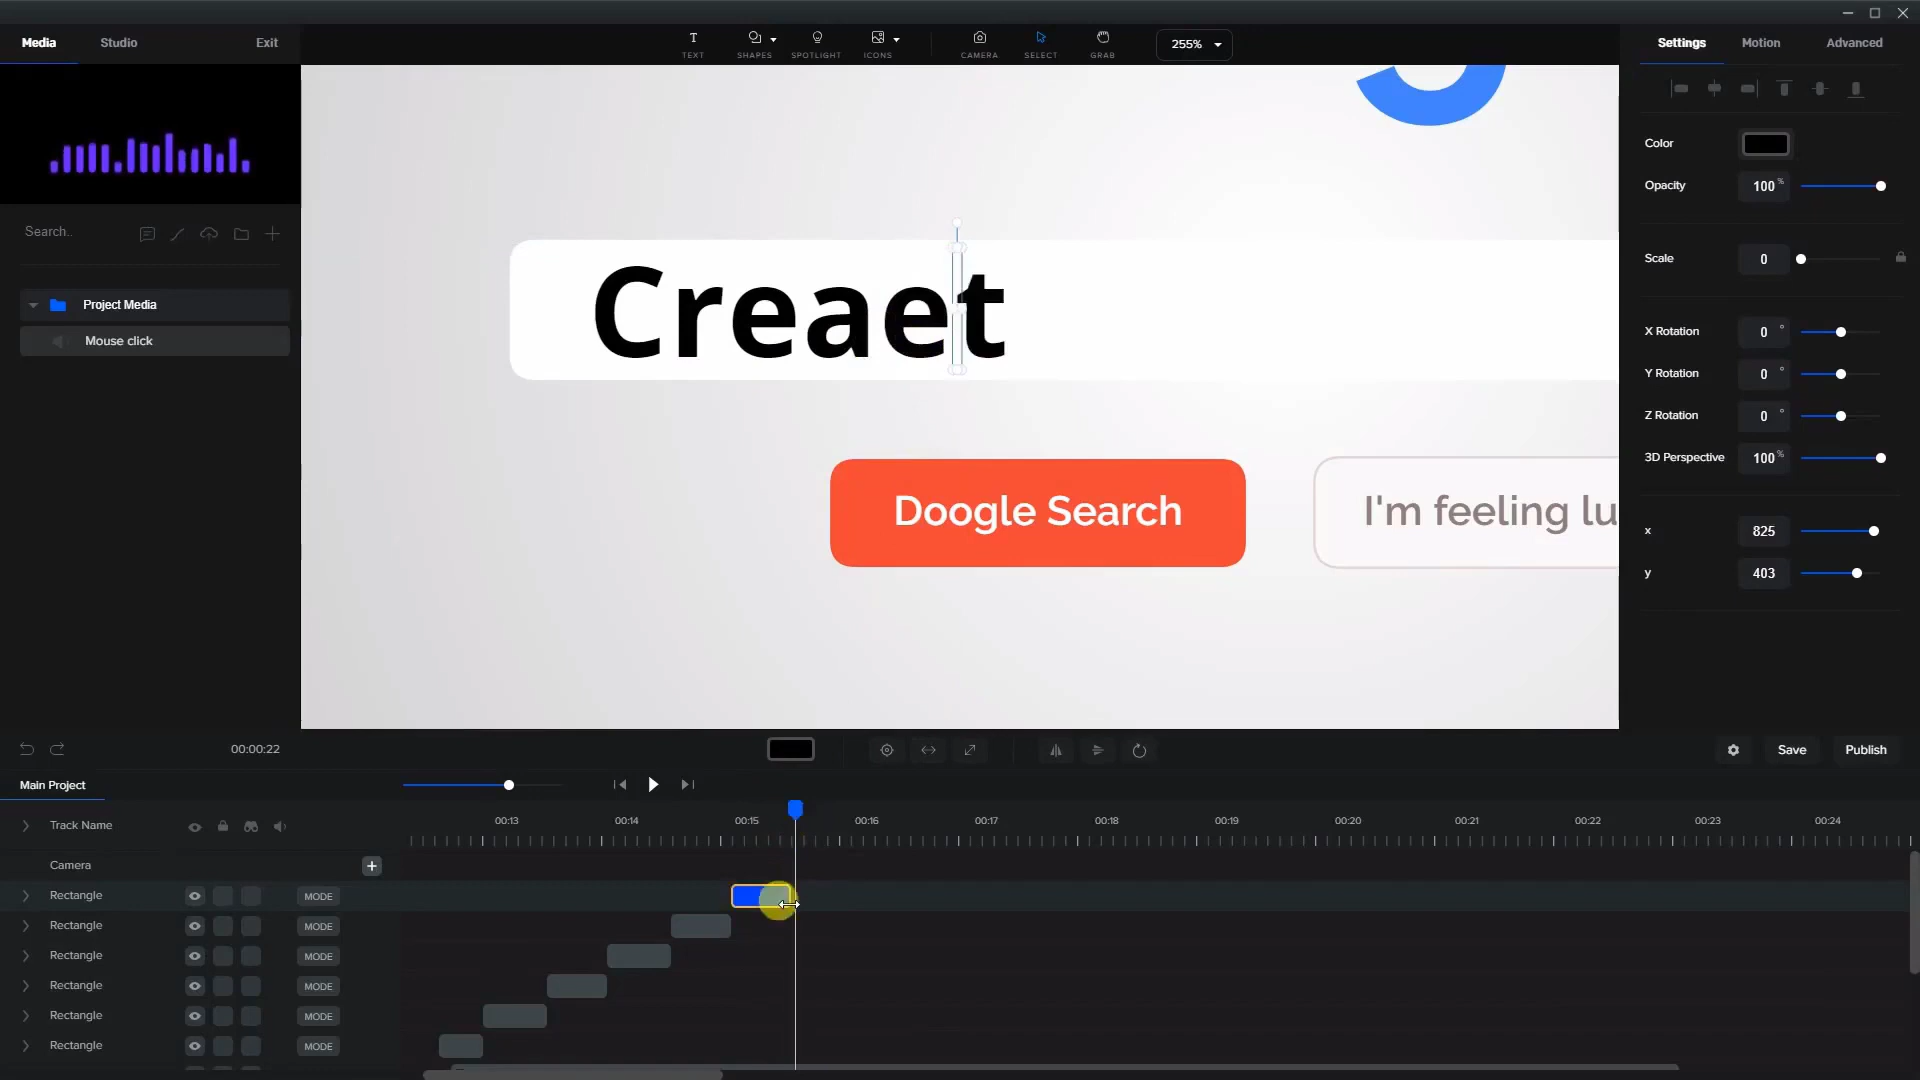 Media Studio Exit
TEXT SHAPES SPOTLIGHT ICONS CAMERA SELECT GRAB 255%
Settings Motion Advanced
Color
Opacity 100 %
Search..
Scale 0
Project Media
Mouse click
X Rotation 0 °
Y Rotation 0 °
Z Rotation 0 °
3D Perspective 100 %
x 825
y 403
Creaet
Doogle Search
I'm feeling lu
00:00:22
Save Publish
Main Project
Track Name
00:13 00:14 00:15 00:16 00:17 00:18 00:19 00:20 00:21 00:22 00:23 00:24
Camera
Rectangle MODE
Rectangle MODE
Rectangle MODE
Rectangle MODE
Rectangle MODE
Rectangle MODE